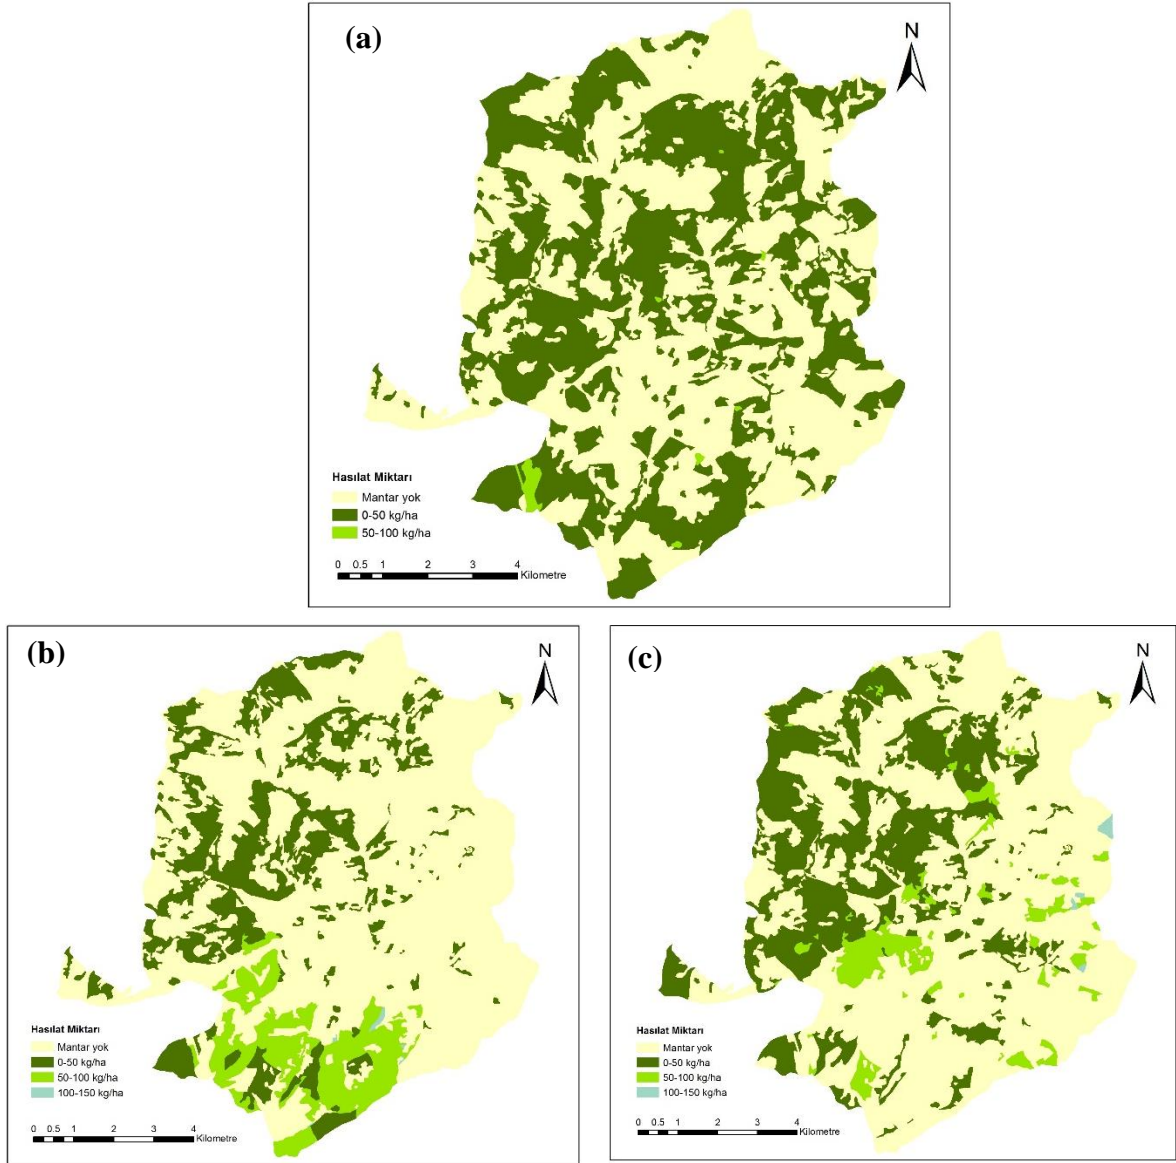 (a)
N
Hasılat Miktarı
Mantar yok
0-50 kg/ha
50-100 kg/ha
0 0.5 1 2 3 4
Kilometre
(b)
N
Hasılat Miktarı
Mantar yok
0-50 kg/ha
50-100 kg/ha
100-150 kg/ha
0 0.5 1 2 3 4
Kilometre
(c)
N
Hasılat Miktarı
Mantar yok
0-50 kg/ha
50-100 kg/ha
100-150 kg/ha
0 0.5 1 2 3 4
Kilometre